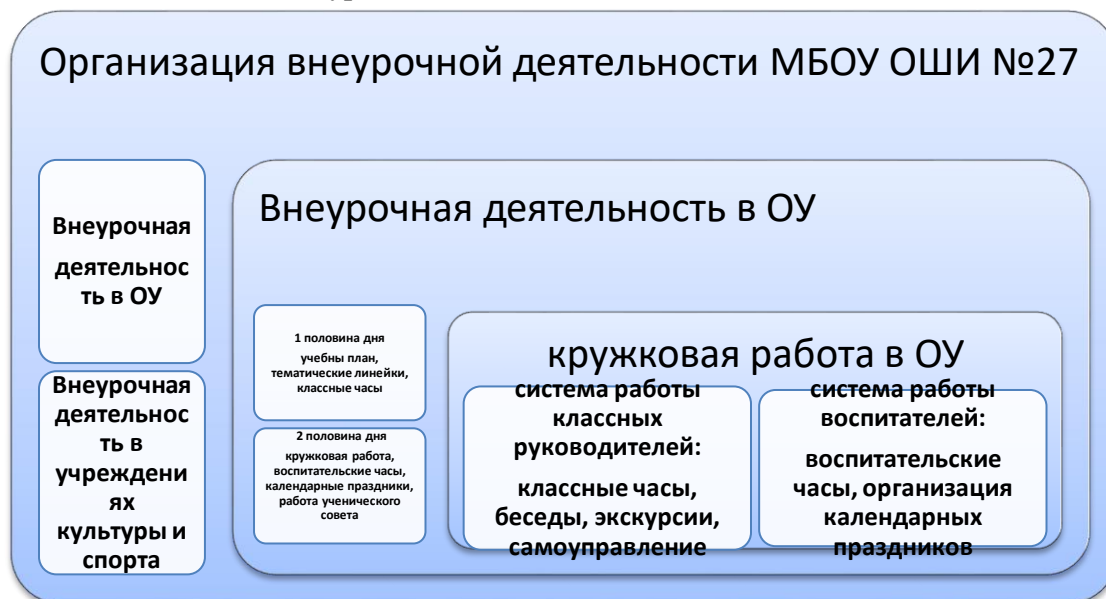 Организация внеурочной деятельности МБОУ ОШИ №27
Внеурочная
деятельнос
ть в ОУ
Внеурочная
деятельнос
ть в
учреждени
ях
культуры и
спорта
Внеурочная деятельность в ОУ
1 половина дня
учебны план,
тематические линейки,
классные часы
2 половина дня
кружковая работа,
воспитательские часы,
календарные праздники,
работа ученического
совета
кружковая работа в ОУ
система работы
классных
руководителей:
классные часы,
беседы, экскурсии,
самоуправление
система работы
воспитателей:
воспитательские
часы, организация
календарных
праздников